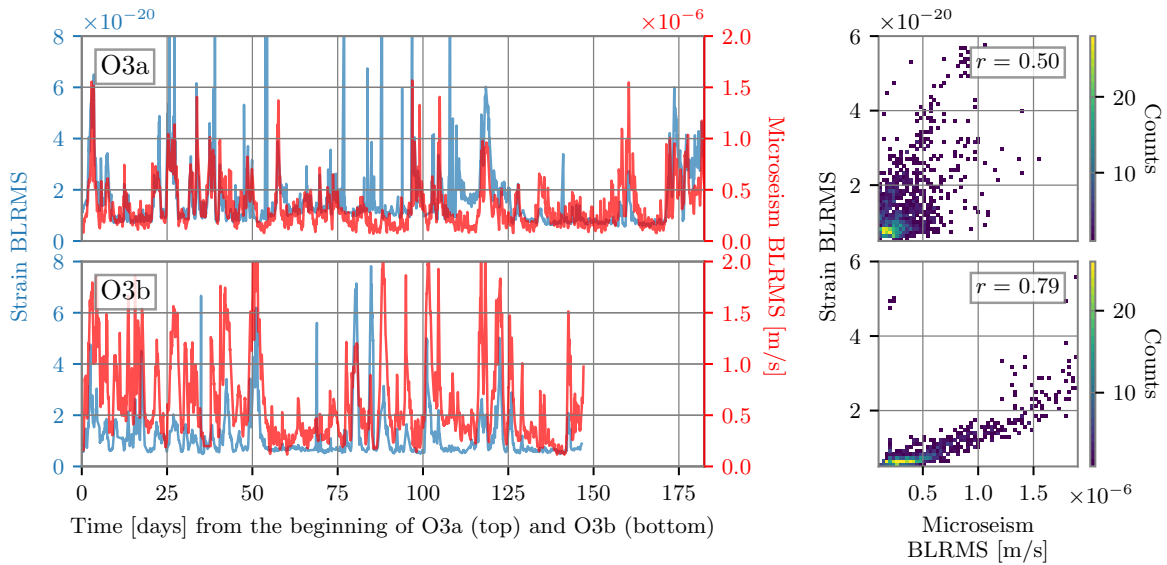 ×10−20
×10−6
×10−20
8
6
4
2
0
O3a
2.0
1.5
1.0
0.5
0.0
6
4
2
r = 0.50
20
10
Counts
Strain BLRMS
Microseism BLRMS [m/s]
Strain BLRMS
8
6
4
2
0
O3b
2.0
1.5
1.0
0.5
0.0
6
4
2
r = 0.79
20
10
Counts
0 25 50 75 100 125 150 175
0.5 1.0 1.5
×10−6
Time [days] from the beginning of O3a (top) and O3b (bottom)
Microseism
BLRMS [m/s]